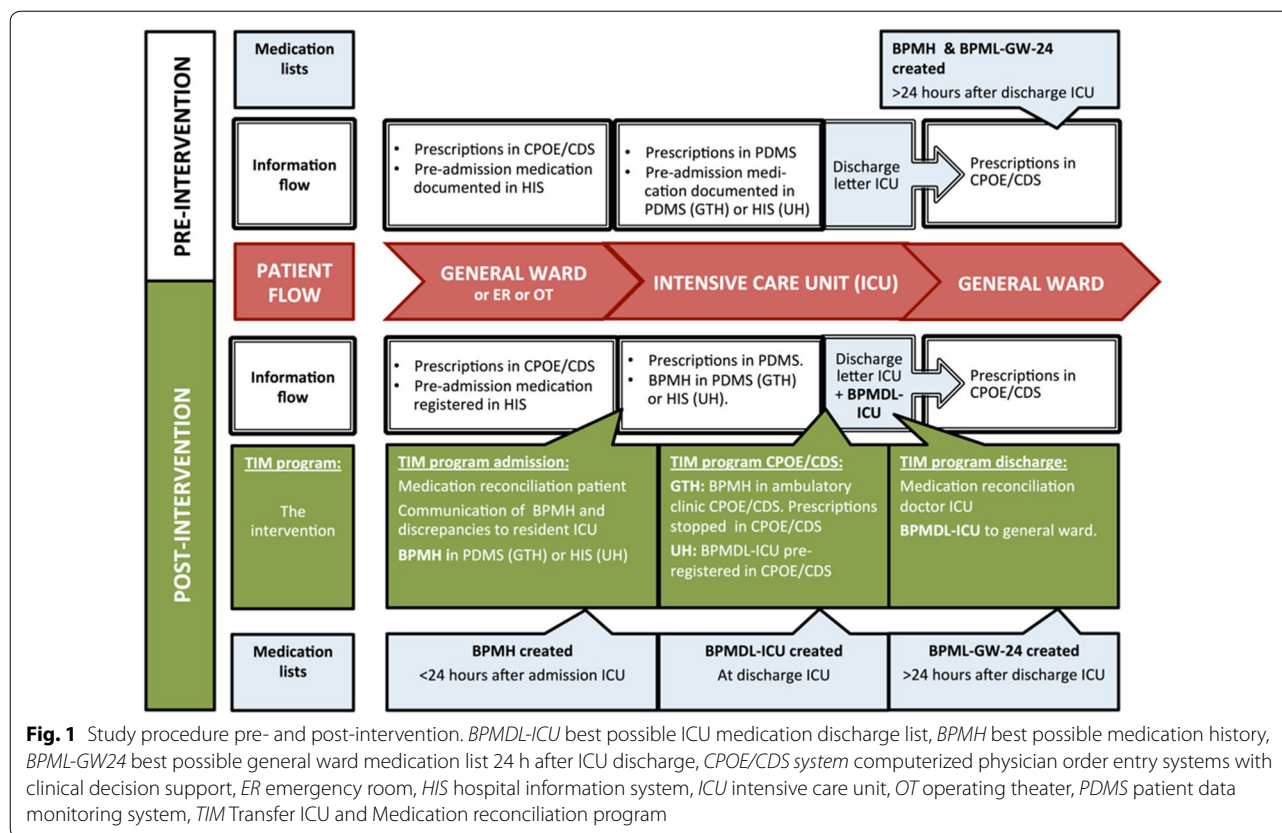 PRE-INTERVENTION
Medication
lists
BPMH & BPML-GW-24
created
>24 hours after discharge ICU
Information
flow
• Prescriptions in CPOE/CDS
• Pre-admission medication
documented in HIS
• Prescriptions in PDMS
• Pre-admission medi-
cation documented in
PDMS (GTH) or HIS (UH)
Discharge
letter ICU
Prescriptions in
CPOE/CDS
PATIENT
FLOW
GENERAL WARD
or ER or OT
INTENSIVE CARE UNIT (ICU)
GENERAL WARD
POST-INTERVENTION
Information
flow
• Prescriptions in CPOE/CDS
• Pre-admission medication
registered in HIS
• Prescriptions in PDMS.
• BPMH in PDMS (GTH)
or HIS (UH).
Discharge
letter ICU
+ BPMDL-
ICU
Prescriptions in
CPOE/CDS
TIM program:
The
intervention
TIM program admission:
Medication reconciliation patient
Communication of BPMH and
discrepancies to resident ICU
BPMH in PDMS (GTH) or HIS (UH)
TIM program CPOE/CDS:
GTH: BPMH in ambulatory
clinic CPOE/CDS. Prescriptions
stopped in CPOE/CDS
UH: BPMDL-ICU pre-
registered in CPOE/CDS
TIM program discharge:
Medication reconciliation
doctor ICU
BPMDL-ICU to general ward.
Medication
lists
BPMH created
<24 hours after admission ICU
BPMDL-ICU created
At discharge ICU
BPML-GW-24 created
>24 hours after discharge ICU
Fig. 1 Study procedure pre- and post-intervention. BPMDL-ICU best possible ICU medication discharge list, BPMH best possible medication history,
BPML-GW24 best possible general ward medication list 24 h after ICU discharge, CPOE/CDS system computerized physician order entry systems with
clinical decision support, ER emergency room, HIS hospital information system, ICU intensive care unit, OT operating theater, PDMS patient data
monitoring system, TIM Transfer ICU and Medication reconciliation program